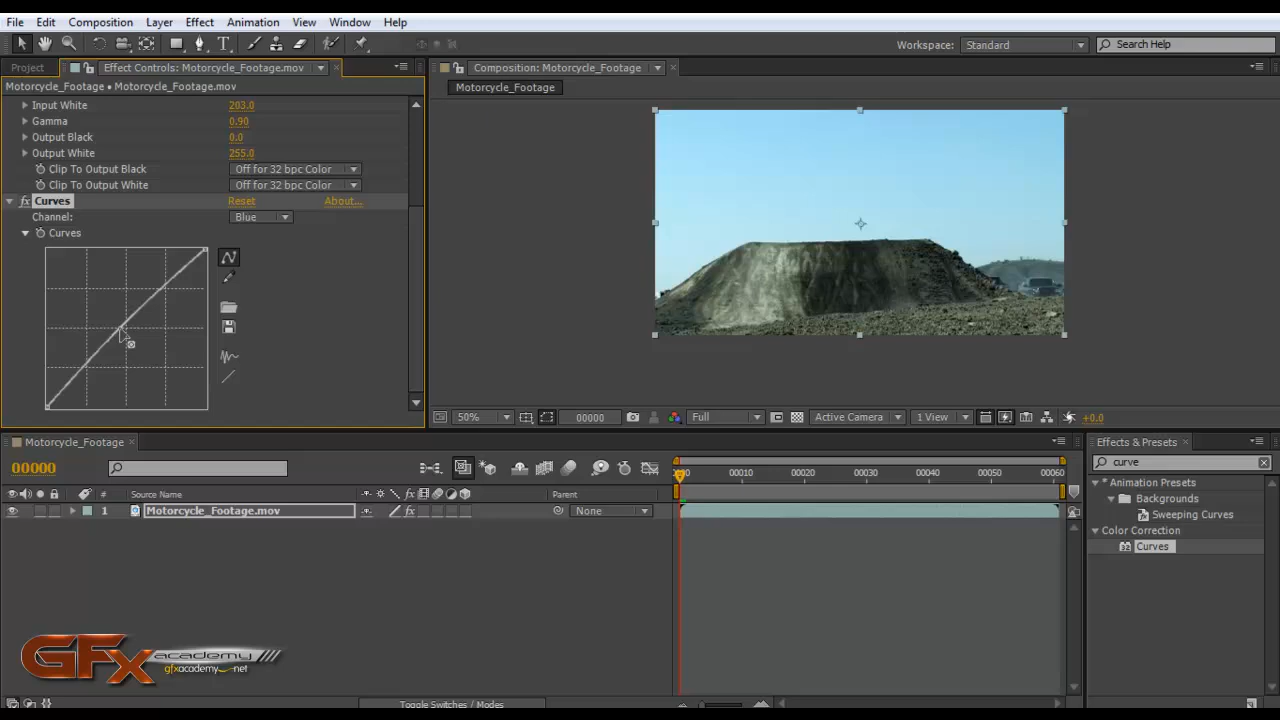 File Edit Composition Layer Effect Animation View Window Help
Workspace: Standard Search Help
Project Effect Controls: Motorcycle_Footage.mov Composition: Motorcycle_Footage
Motorcycle_Footage • Motorcycle_Footage.mov Motorcycle_Footage
Input White 203.0
Gamma 0.90
Output Black 0.0
Output White 255.0
Clip To Output Black Off for 32 bpc Color
Clip To Output White Off for 32 bpc Color
fx Curves Reset About...
Channel: Blue
Curves
50% 00000 Full Active Camera 1 View +0.0
Motorcycle_Footage Effects & Presets
00000 curve
00010 00020 00030 00040 00050 00060
* Animation Presets
Backgrounds
Sweeping Curves
Color Correction
Curves
# Source Name fx Parent
1 Motorcycle_Footage.mov fx None
GFx academy
gfxacademy.net
Toggle Switches / Modes